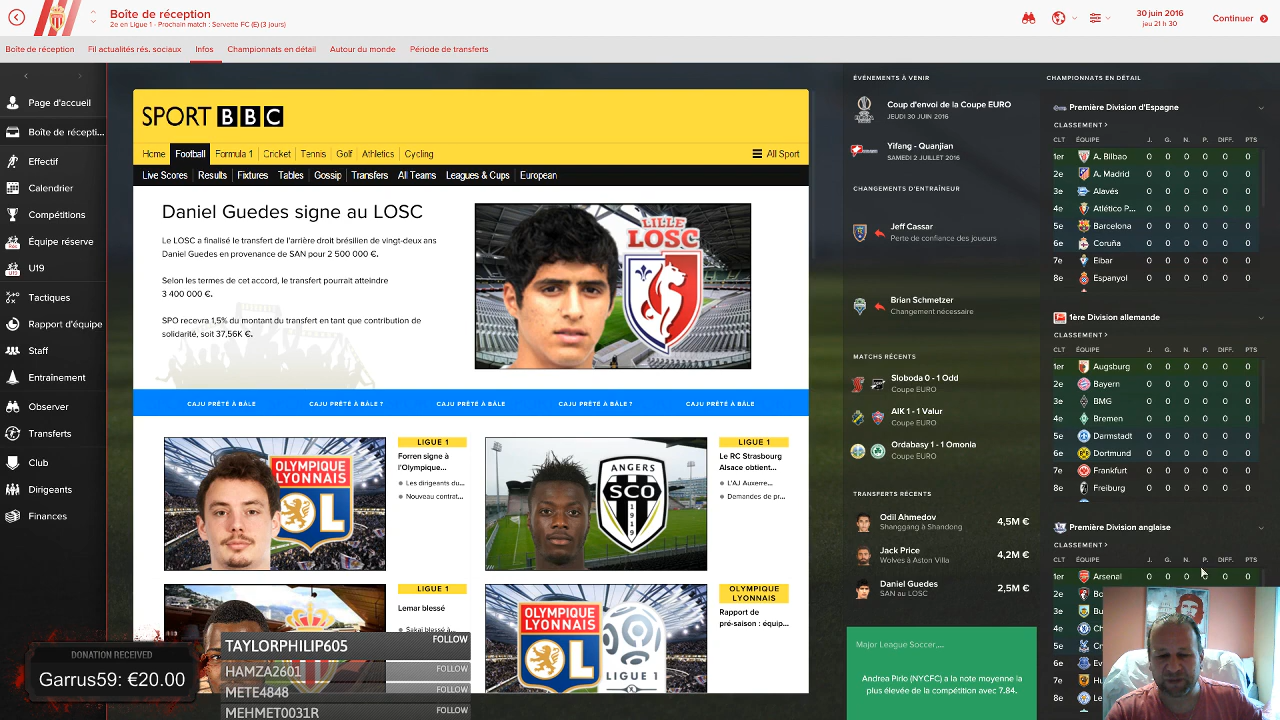 Boîte de réception
2e en Ligue 1 - Prochain match : Servette FC (E) (3 jours)
30 juin 2016
jeu 21 h 30
Continuer
Boîte de réception
Fil actualités rés. sociaux
Infos
Championnats en détail
Autour du monde
Période de transferts
Page d'accueil
Boîte de récepti...
Effectif
Calendrier
Compétitions
Equipe réserve
U19
Tactiques
Rapport d'équipe
Staff
Entraînement
Superviser
Transferts
Club
Dirigeants
Finances
SPORT BBC
Home
Football
Formula 1
Cricket
Tennis
Golf
Athletics
Cycling
All Sport
Live Scores
Results
Fixtures
Tables
Gossip
Transfers
All Teams
Leagues & Cups
European
Daniel Guedes signe au LOSC
Le LOSC a finalisé le transfert de l'arrière droit brésilien de vingt-deux ans
Daniel Guedes en provenance de SAN pour 2 500 000 €.
Selon les termes de cet accord, le transfert pourrait atteindre
3 400 000 €.
SPO recevra 1,5% du montant du transfert en tant que contribution de
solidarité, soit 37,56K €.
LILLE
LOSC
CAJU PRÊTÉ À BÂLE
CAJU PRÊTÉ À BÂLE ?
CAJU PRÊTÉ À BÂLE
CAJU PRÊTÉ À BÂLE ?
CAJU PRÊTÉ À BÂLE
OLYMPIQUE
LYONNAIS
OL
LIGUE 1
Forren signe à
l'Olympique...
Les dirigeants du...
Nouveau contrat...
ANGERS
SCO
1919
LIGUE 1
Le RC Strasbourg
Alsace obtient...
L'AJ Auxerre...
Demandes de pr...
LIGUE 1
Lemar blessé
Sakai blessé à...
OLYMPIQUE
LYONNAIS
OL
LIGUE 1
OLYMPIQUE
LYONNAIS
Rapport de
pré-saison : équip...
DONATION RECEIVED
Garrus59: €20.00
TAYLORPHILIP605 FOLLOW
HAMZA2601 FOLLOW
METE4848 FOLLOW
MEHMET0031R FOLLOW
ÉVÉNEMENTS À VENIR
Coup d'envoi de la Coupe EURO
JEUDI 30 JUIN 2016
Yifang - Quanjian
SAMEDI 2 JUILLET 2016
CHANGEMENTS D'ENTRAÎNEUR
Jeff Cassar
Perte de confiance des joueurs
Brian Schmetzer
Changement nécessaire
MATCHS RÉCENTS
Sloboda 0 - 1 Odd
Coupe EURO
AIK 1 - 1 Valur
Coupe EURO
Ordabasy 1 - 1 Omonia
Coupe EURO
TRANSFERTS RÉCENTS
Odil Ahmedov
Shanggang à Shandong
4,5M €
Jack Price
Wolves à Aston Villa
4,2M €
Daniel Guedes
SAN au LOSC
2,5M €
Major League Soccer....
Andrea Pirlo (NYCFC) a la note moyenne la
plus élevée de la compétition avec 7.84.
CHAMPIONNATS EN DÉTAIL
Première Division d'Espagne
CLASSEMENT >
CLT ÉQUIPE J. G. N. P. DIFF. PTS
1er A. Bilbao 0 0 0 0 0 0
2e A. Madrid 0 0 0 0 0 0
3e Alavés 0 0 0 0 0 0
4e Atlético P... 0 0 0 0 0 0
5e Barcelona 0 0 0 0 0 0
6e Betis 0 0 0 0 0 0
7e Eibar 0 0 0 0 0 0
8e Espanyol 0 0 0 0 0 0
1ère Division allemande
CLASSEMENT >
CLT ÉQUIPE J. G. N. P. DIFF. PTS
1er Augsburg 0 0 0 0 0 0
2e Bayern 0 0 0 0 0 0
3e BMG 0 0 0 0 0 0
4e Bremen 0 0 0 0 0 0
5e Darmstadt 0 0 0 0 0 0
6e Dortmund 0 0 0 0 0 0
7e Frankfurt 0 0 0 0 0 0
8e Freiburg 0 0 0 0 0 0
Première Division anglaise
CLASSEMENT >
CLT ÉQUIPE J. G. N. P. DIFF. PTS
1er Arsenal 0 0 0 0 0 0
2e Bo
3e Bu
4e Ch
5e Cr
6e Ev
7e Hu
8e Le